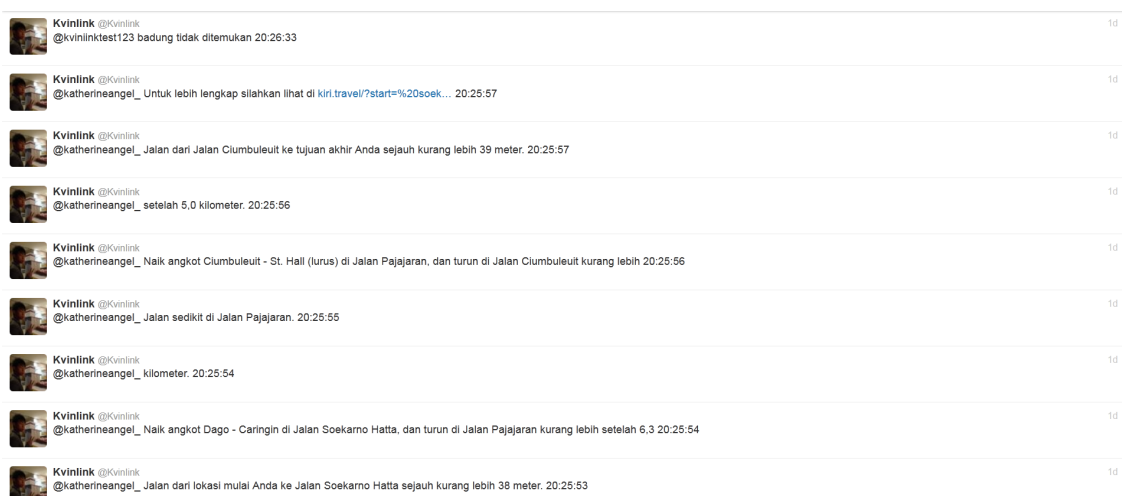 Kvinlink @Kvinlink 1d
@kviniinktest123 badung tidak ditemukan 20:26:33
Kvinlink @Kvinlink 1d
@katherineangel_ Untuk lebih lengkap silahkan lihat di kiri.travel/?start=%20soek... 20:25:57
Kvinlink @Kvinlink 1d
@katherineangel_ Jalan dari Jalan Ciumbuleuit ke tujuan akhir Anda sejauh kurang lebih 39 meter. 20:25:57
Kvinlink @Kvinlink 1d
@katherineangel_ setelah 5,0 kilometer. 20:25:56
Kvinlink @Kvinlink 1d
@katherineangel_ Naik angkot Ciumbuleuit - St. Hall (lurus) di Jalan Pajajaran, dan turun di Jalan Ciumbuleuit kurang lebih 20:25:56
Kvinlink @Kvinlink 1d
@katherineangel_ Jalan sedikit di Jalan Pajajaran. 20:25:55
Kvinlink @Kvinlink 1d
@katherineangel_ kilometer. 20:25:54
Kvinlink @Kvinlink 1d
@katherineangel_ Naik angkot Dago - Caringin di Jalan Soekarno Hatta, dan turun di Jalan Pajajaran kurang lebih setelah 6,3 20:25:54
Kvinlink @Kvinlink 1d
@katherineangel_ Jalan dari lokasi mulai Anda ke Jalan Soekarno Hatta sejauh kurang lebih 38 meter. 20:25:53